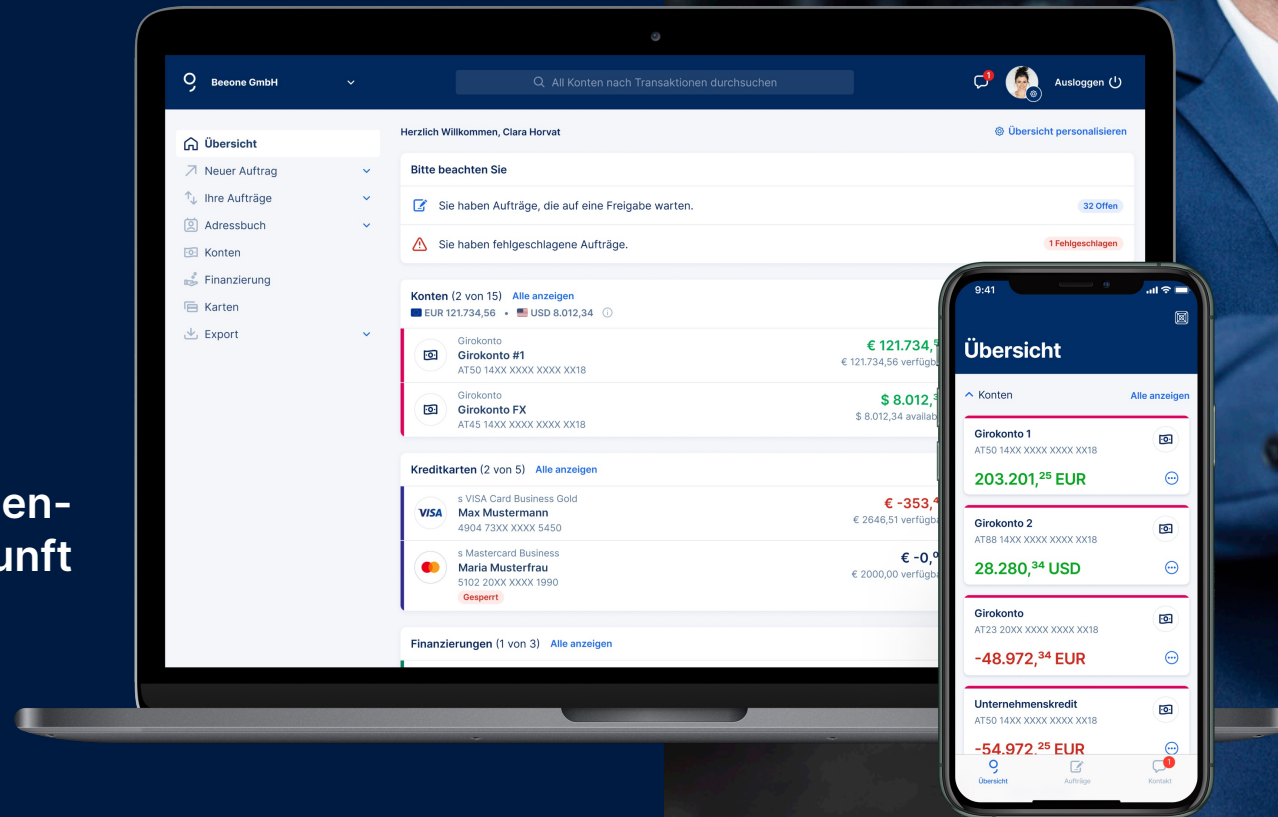 Beeone GmbH
All Konten nach Transaktionen durchsuchen
1
Ausloggen
Übersicht
Neuer Auftrag
Ihre Aufträge
Adressbuch
Konten
Finanzierung
Karten
Export
Herzlich Willkommen, Clara Horvat
Übersicht personalisieren
Bitte beachten Sie
Sie haben Aufträge, die auf eine Freigabe warten.
32 Offen
Sie haben fehlgeschlagene Aufträge.
1 Fehlgeschlagen
Konten (2 von 15) Alle anzeigen
EUR 121.734,56 • USD 8.012,34
Girokonto
Girokonto #1
AT50 14XX XXXX XXXX XX18
€ 121.734,
€ 121.734,56 verfügb
Girokonto
Girokonto FX
AT45 14XX XXXX XXXX XX18
$ 8.012,
$ 8.012,34 availab
Kreditkarten (2 von 5) Alle anzeigen
VISA
s VISA Card Business Gold
Max Mustermann
4904 73XX XXXX 5450
€ -353,
€ 2646,51 verfügba
s Mastercard Business
Maria Musterfrau
5102 20XX XXXX 1990
Gesperrt
€ -0,
€ 2000,00 verfügba
Finanzierungen (1 von 3) Alle anzeigen
en-
unft
9:41
Übersicht
Konten
Alle anzeigen
Girokonto 1
AT50 14XX XXXX XXXX XX18
203.201,25 EUR
Girokonto 2
AT88 14XX XXXX XXXX XX18
28.280,34 USD
Girokonto
AT23 20XX XXXX XXXX XX18
-48.972,34 EUR
Unternehmenskredit
AT50 14XX XXXX XXXX XX18
-54.972,25 EUR
Übersicht
Aufträge
1
Kontakt